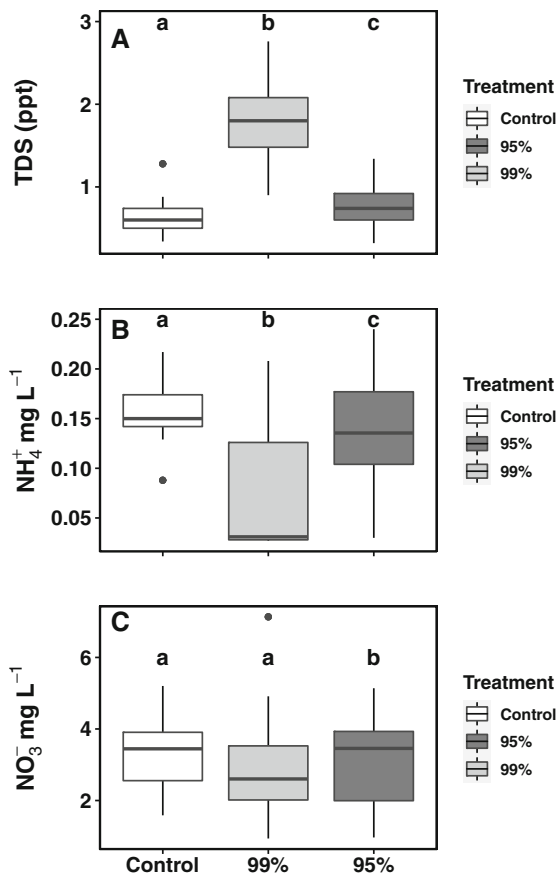 A
a b c
3
2
1
TDS (ppt)
Treatment
Control
95%
99%
B
a b c
0.25
0.20
0.15
0.10
0.05
NH₄⁺ mg L⁻¹
Treatment
Control
95%
99%
C
a a b
6
4
2
NO₃⁻ mg L⁻¹
Treatment
Control
95%
99%
Control 99% 95%